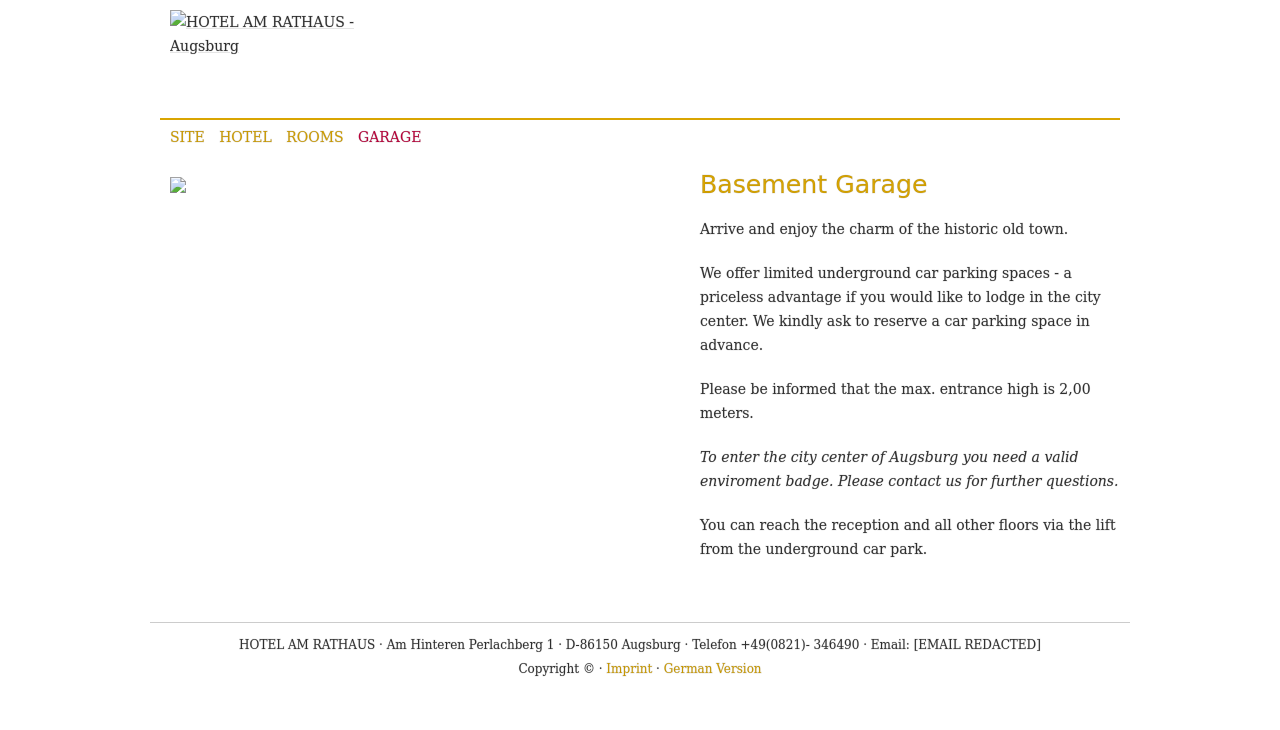 HOTEL AM RATHAUS -
Augsburg
SITE HOTEL ROOMS GARAGE
Basement Garage
Arrive and enjoy the charm of the historic old town.
We offer limited underground car parking spaces - a
priceless advantage if you would like to lodge in the city
center. We kindly ask to reserve a car parking space in
advance.
Please be informed that the max. entrance high is 2,00
meters.
To enter the city center of Augsburg you need a valid
enviroment badge. Please contact us for further questions.
You can reach the reception and all other floors via the lift
from the underground car park.
HOTEL AM RATHAUS · Am Hinteren Perlachberg 1 · D-86150 Augsburg · Telefon +49(0821)- 346490 · Email: [EMAIL REDACTED]
Copyright © · Imprint · German Version